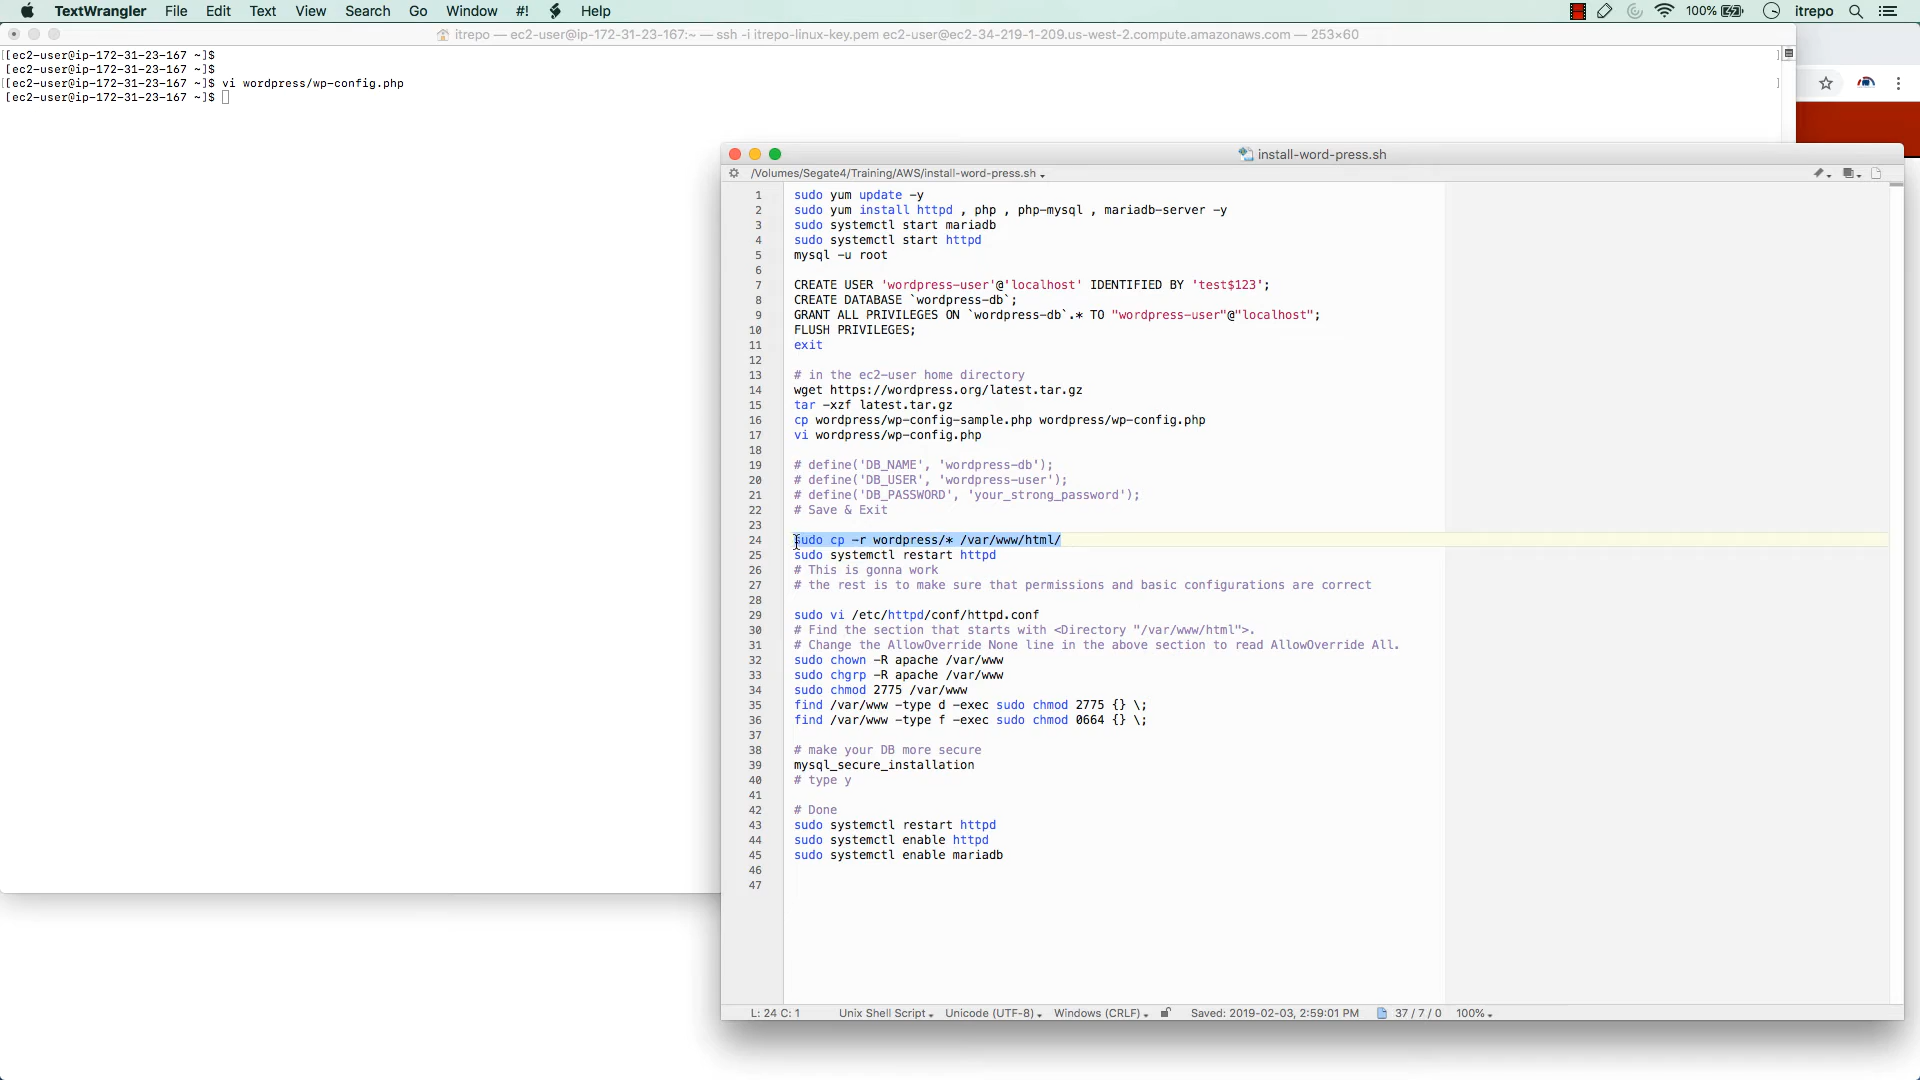 TextWrangler File Edit Text View Search Go Window #! Help 100% itrepo
itrepo — ec2-user@ip-172-31-23-167:~ — ssh -i itrepo-linux-key.pem ec2-user@ec2-34-219-1-209.us-west-2.compute.amazonaws.com — 253×60
[[ec2-user@ip-172-31-23-167 ~]$ ]
[ec2-user@ip-172-31-23-167 ~]$
[[ec2-user@ip-172-31-23-167 ~]$ vi wordpress/wp-config.php ]
[ec2-user@ip-172-31-23-167 ~]$
install-word-press.sh
/Volumes/Segate4/Training/AWS/install-word-press.sh
1 sudo yum update -y
2 sudo yum install httpd , php , php-mysql , mariadb-server -y
3 sudo systemctl start mariadb
4 sudo systemctl start httpd
5 mysql -u root
6
7 CREATE USER 'wordpress-user'@'localhost' IDENTIFIED BY 'test$123';
8 CREATE DATABASE `wordpress-db`;
9 GRANT ALL PRIVILEGES ON `wordpress-db`.* TO "wordpress-user"@"localhost";
10 FLUSH PRIVILEGES;
11 exit
12
13 # in the ec2-user home directory
14 wget https://wordpress.org/latest.tar.gz
15 tar -xzf latest.tar.gz
16 cp wordpress/wp-config-sample.php wordpress/wp-config.php
17 vi wordpress/wp-config.php
18
19 # define('DB_NAME', 'wordpress-db');
20 # define('DB_USER', 'wordpress-user');
21 # define('DB_PASSWORD', 'your_strong_password');
22 # Save & Exit
23
24 sudo cp -r wordpress/* /var/www/html/
25 sudo systemctl restart httpd
26 # This is gonna work
27 # the rest is to make sure that permissions and basic configurations are correct
28
29 sudo vi /etc/httpd/conf/httpd.conf
30 # Find the section that starts with <Directory "/var/www/html">.
31 # Change the AllowOverride None line in the above section to read AllowOverride All.
32 sudo chown -R apache /var/www
33 sudo chgrp -R apache /var/www
34 sudo chmod 2775 /var/www
35 find /var/www -type d -exec sudo chmod 2775 {} \;
36 find /var/www -type f -exec sudo chmod 0664 {} \;
37
38 # make your DB more secure
39 mysql_secure_installation
40 # type y
41
42 # Done
43 sudo systemctl restart httpd
44 sudo systemctl enable httpd
45 sudo systemctl enable mariadb
46
47
L: 24 C: 1 Unix Shell Script Unicode (UTF-8) Windows (CRLF) Saved: 2019-02-03, 2:59:01 PM 37 / 7 / 0 100%